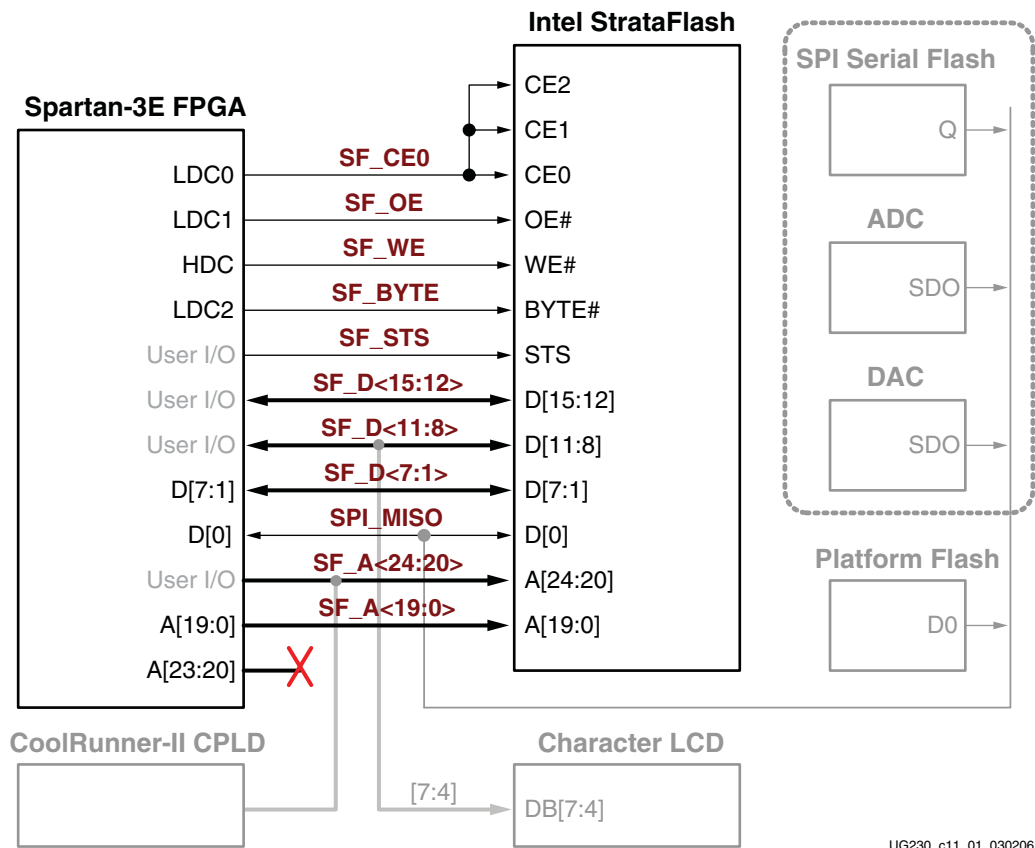 Intel StrataFlash
SPI Serial Flash
Spartan-3E FPGA
CE2
CE1
Q
LDC0
SF_CE0
CE0
LDC1
SF_OE
OE#
ADC
HDC
SF_WE
WE#
SDO
LDC2
SF_BYTE
BYTE#
User I/O
SF_STS
STS
DAC
User I/O
SF_D<15:12>
D[15:12]
User I/O
SF_D<11:8>
D[11:8]
SDO
D[7:1]
SF_D<7:1>
D[7:1]
D[0]
SPI_MISO
D[0]
Platform Flash
User I/O
SF_A<24:20>
A[24:20]
A[19:0]
SF_A<19:0>
A[19:0]
D0
A[23:20]
CoolRunner-II CPLD
Character LCD
[7:4]
DB[7:4]
UG230_c11_01_030206